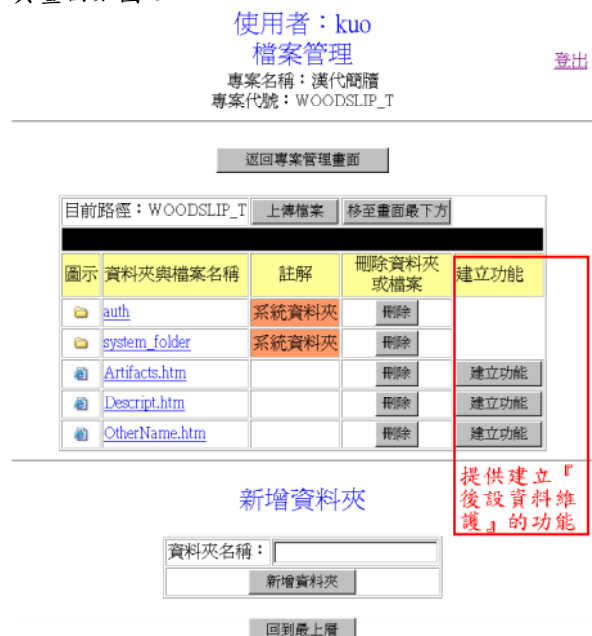 使用者：kuo
檔案管理
登出
專案名稱：漢代簡牘
專案代號：WOODSLIP_T
返回專案管理畫面
目前路徑：WOODSLIP_T 上傳檔案 移至畫面最下方
圖示 資料夾與檔案名稱 註解 刪除資料夾或檔案 建立功能
auth 系統資料夾 刪除
system_folder 系統資料夾 刪除
Artifacts.htm 刪除 建立功能
Descript.htm 刪除 建立功能
OtherName.htm 刪除 建立功能
提供建立『
後設資料維
護』的功能
新增資料夾
資料夾名稱：
新增資料夾
回到最上層